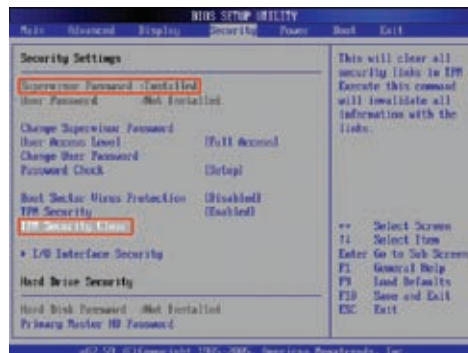 BIOS SETUP UTILITY
Main Advanced Display Security Power Boot Exit
Security Settings
Supervisor Password :Installed
User Password :Not Installed
Change Supervisor Password
User Access Level [Full Access]
Change User Password
Password Check [Setup]
Boot Sector Virus Protection [Disabled]
TPM Security [Enabled]
TPM Security Clear
I/O Interface Security
Hard Drive Security
Hard Disk Password :Not Installed
Primary Master HD Password
This will clear all
security links in TPM
Execute this command
will invalidate all
information with the
links.
Select Screen
↑↓ Select Item
Enter Go to Sub Screen
F1 General Help
F9 Load Defaults
F10 Save and Exit
ESC Exit
(C)Copyright 1985-2005, American Megatrends, Inc.